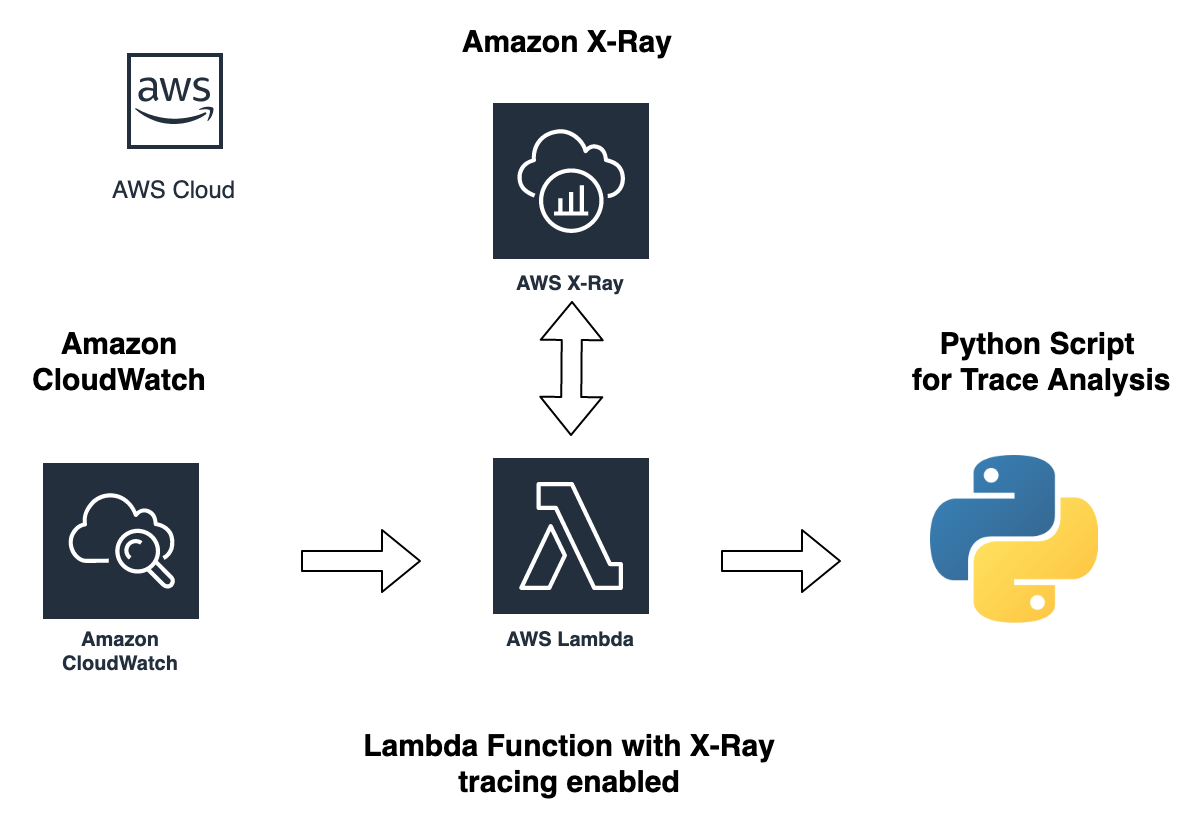 Amazon X-Ray
aws
AWS Cloud
AWS X-Ray
Amazon
CloudWatch
Python Script
for Trace Analysis
Amazon
CloudWatch
AWS Lambda
Lambda Function with X-Ray
tracing enabled